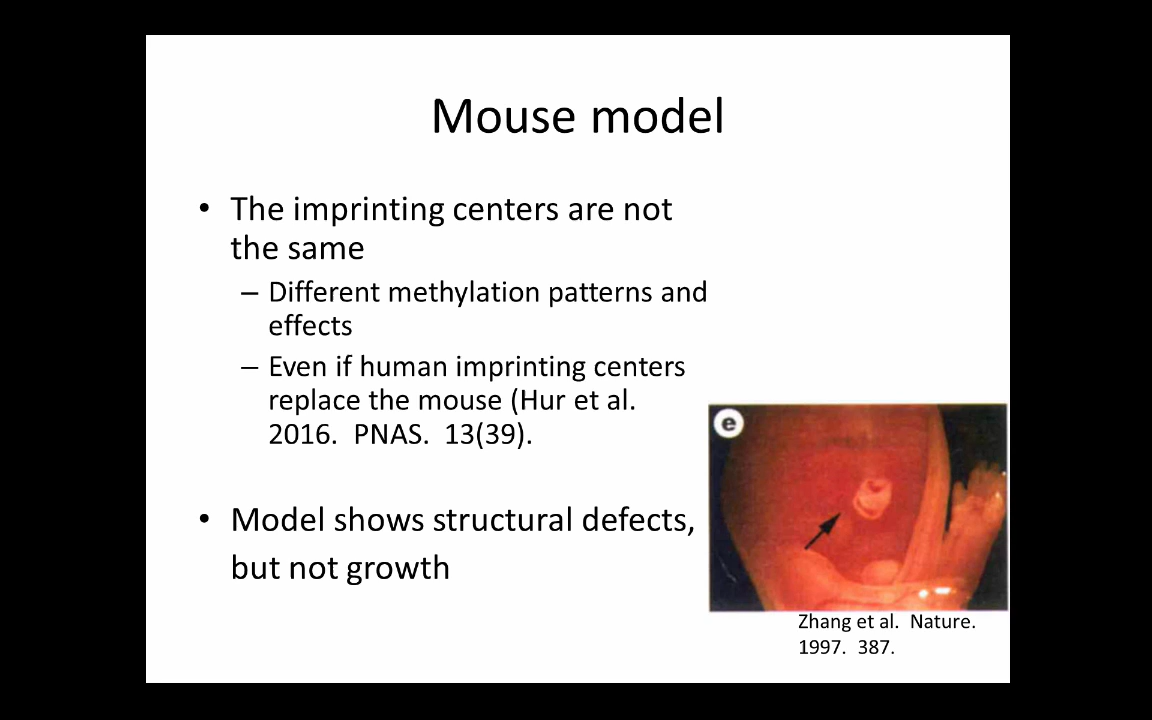 Mouse model
• The imprinting centers are not
the same
– Different methylation patterns and
effects
– Even if human imprinting centers
replace the mouse (Hur et al.
2016.  PNAS.  13(39).
• Model shows structural defects,
but not growth
e
Zhang et al.  Nature.
1997.  387.